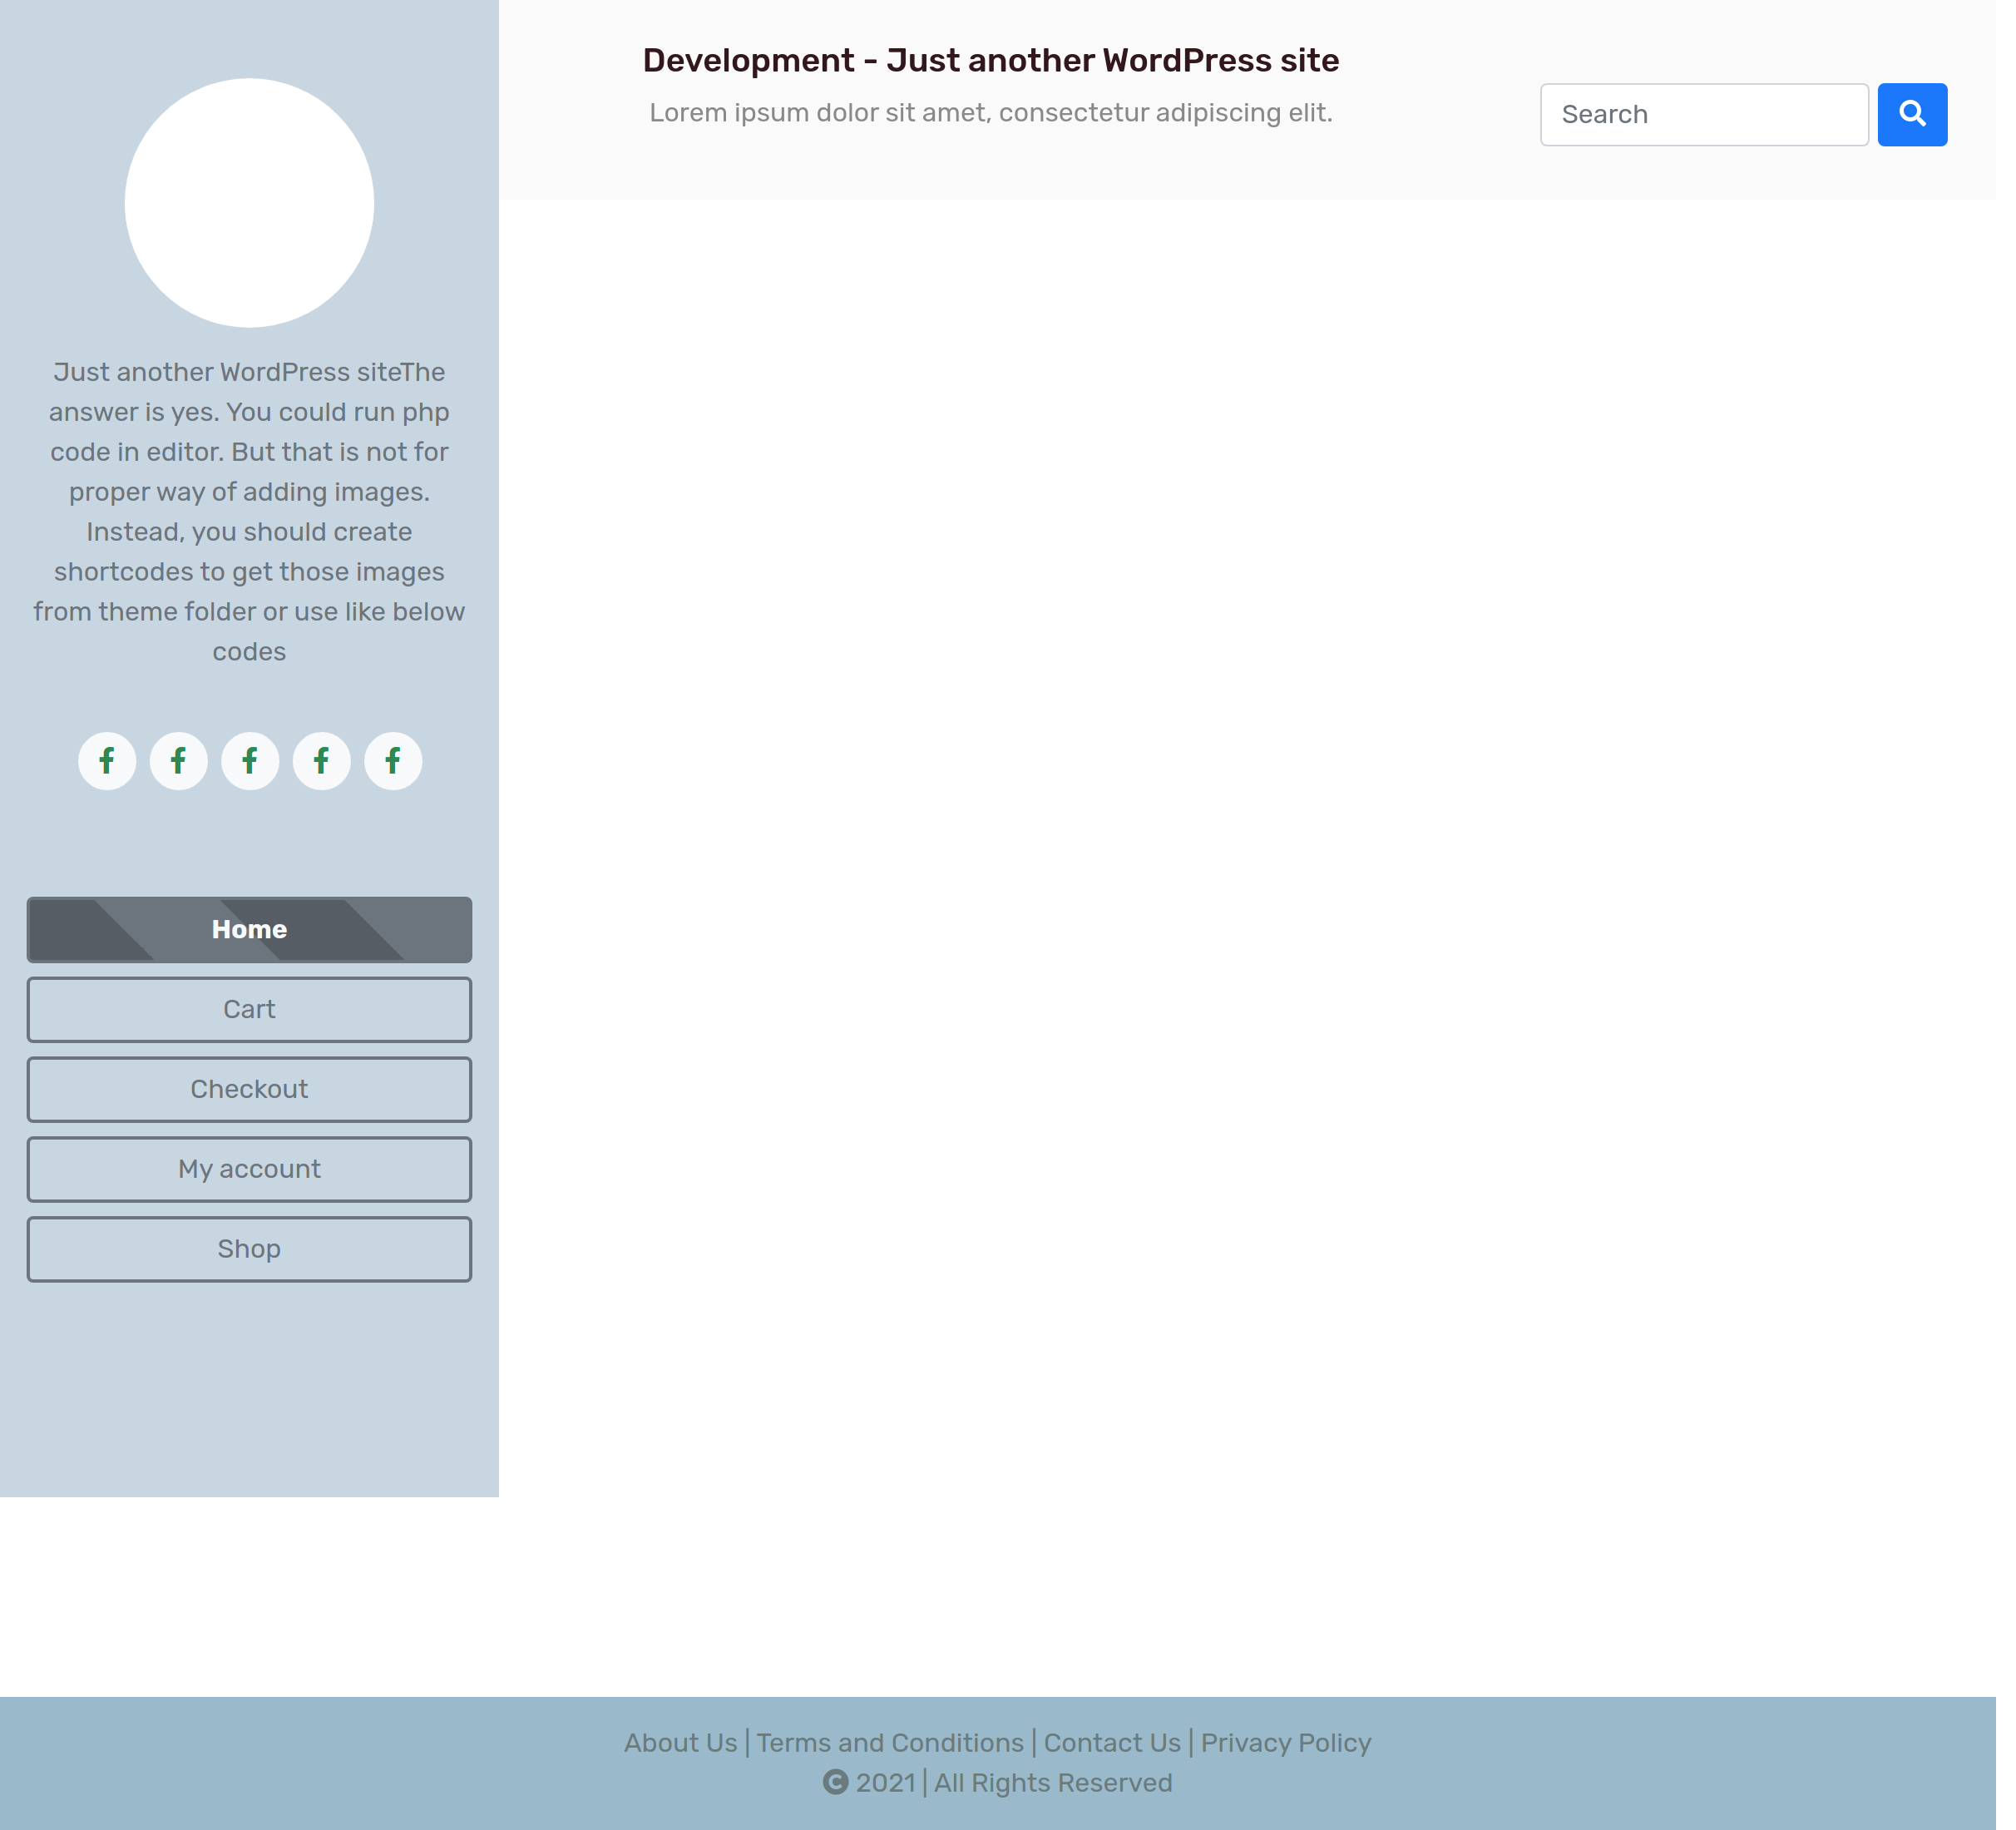 Just another WordPress siteThe
answer is yes. You could run php
code in editor. But that is not for
proper way of adding images.
Instead, you should create
shortcodes to get those images
from theme folder or use like below
codes
Home
Cart
Checkout
My account
Shop
Development - Just another WordPress site
Lorem ipsum dolor sit amet, consectetur adipiscing elit.
Search
About Us | Terms and Conditions | Contact Us | Privacy Policy
© 2021 | All Rights Reserved